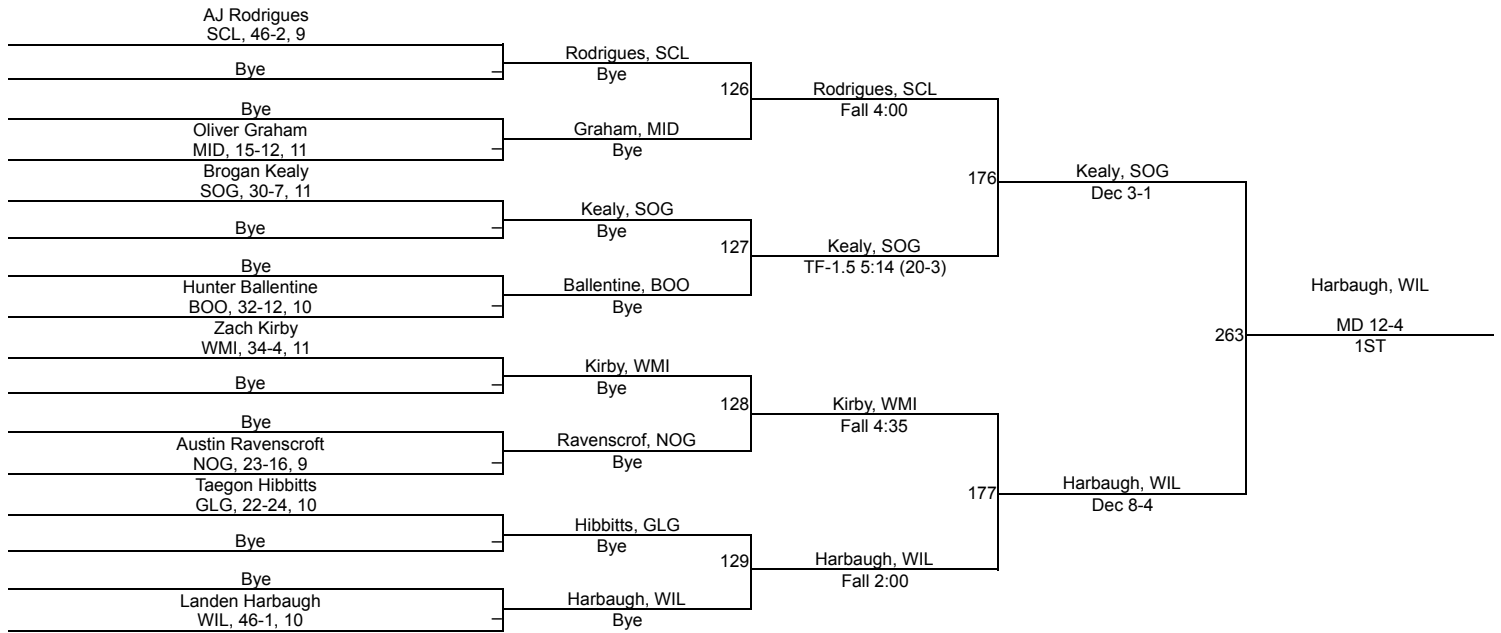 AJ Rodrigues
SCL, 46-2, 9
Bye
Bye
Oliver Graham
MID, 15-12, 11
Brogan Kealy
SOG, 30-7, 11
Bye
Bye
Hunter Ballentine
BOO, 32-12, 10
Zach Kirby
WMI, 34-4, 11
Bye
Bye
Austin Ravenscroft
NOG, 23-16, 9
Taegon Hibbitts
GLG, 22-24, 10
Bye
Bye
Landen Harbaugh
WIL, 46-1, 10
Rodrigues, SCL
Bye
Graham, MID
Bye
Kealy, SOG
Bye
Ballentine, BOO
Bye
Kirby, WMI
Bye
Ravenscrof, NOG
Bye
Hibbitts, GLG
Bye
Harbaugh, WIL
Bye
126
127
128
129
Rodrigues, SCL
Fall 4:00
Kealy, SOG
TF-1.5 5:14 (20-3)
Kirby, WMI
Fall 4:35
Harbaugh, WIL
Fall 2:00
176
177
Kealy, SOG
Dec 3-1
Harbaugh, WIL
Dec 8-4
263
Harbaugh, WIL
MD 12-4
1ST